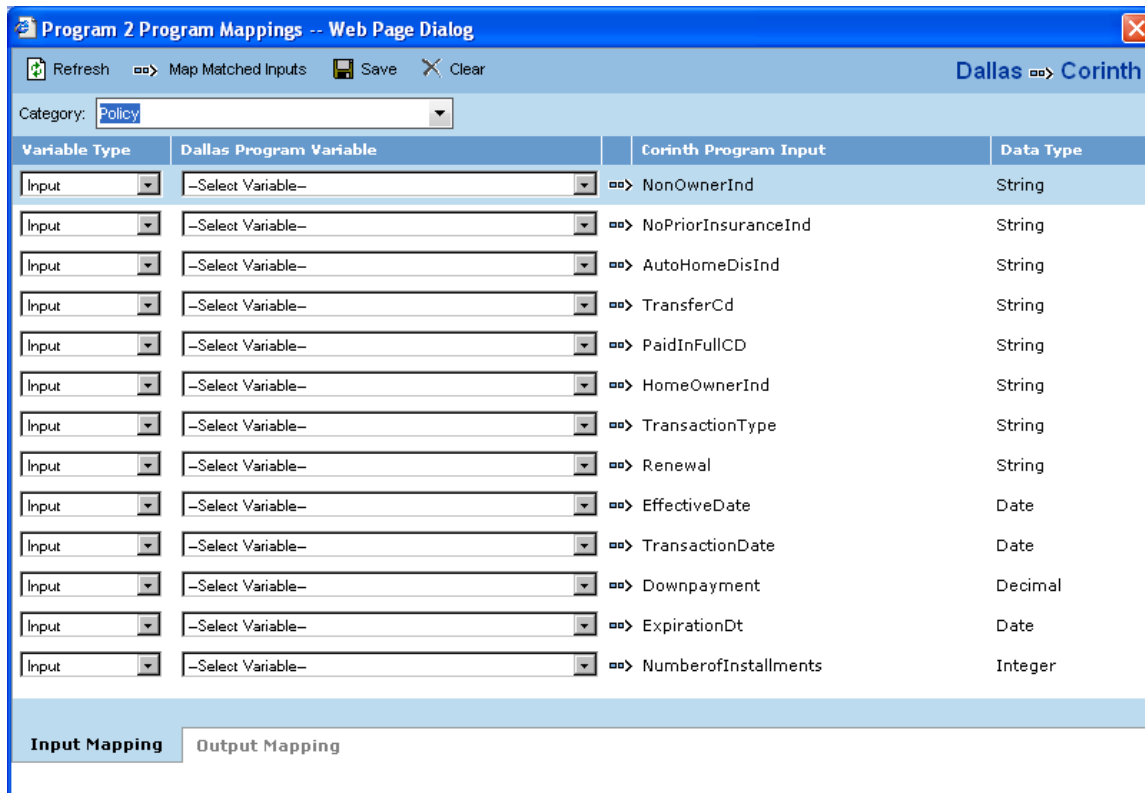 Program 2 Program Mappings -- Web Page Dialog
Refresh Map Matched Inputs Save Clear Dallas Corinth
Category: Policy
Variable Type Dallas Program Variable Corinth Program Input Data Type
Input --Select Variable-- NonOwnerInd String
Input --Select Variable-- NoPriorInsuranceInd String
Input --Select Variable-- AutoHomeDisInd String
Input --Select Variable-- TransferCd String
Input --Select Variable-- PaidInFullCD String
Input --Select Variable-- HomeOwnerInd String
Input --Select Variable-- TransactionType String
Input --Select Variable-- Renewal String
Input --Select Variable-- EffectiveDate Date
Input --Select Variable-- TransactionDate Date
Input --Select Variable-- Downpayment Decimal
Input --Select Variable-- ExpirationDt Date
Input --Select Variable-- NumberofInstallments Integer
Input Mapping Output Mapping